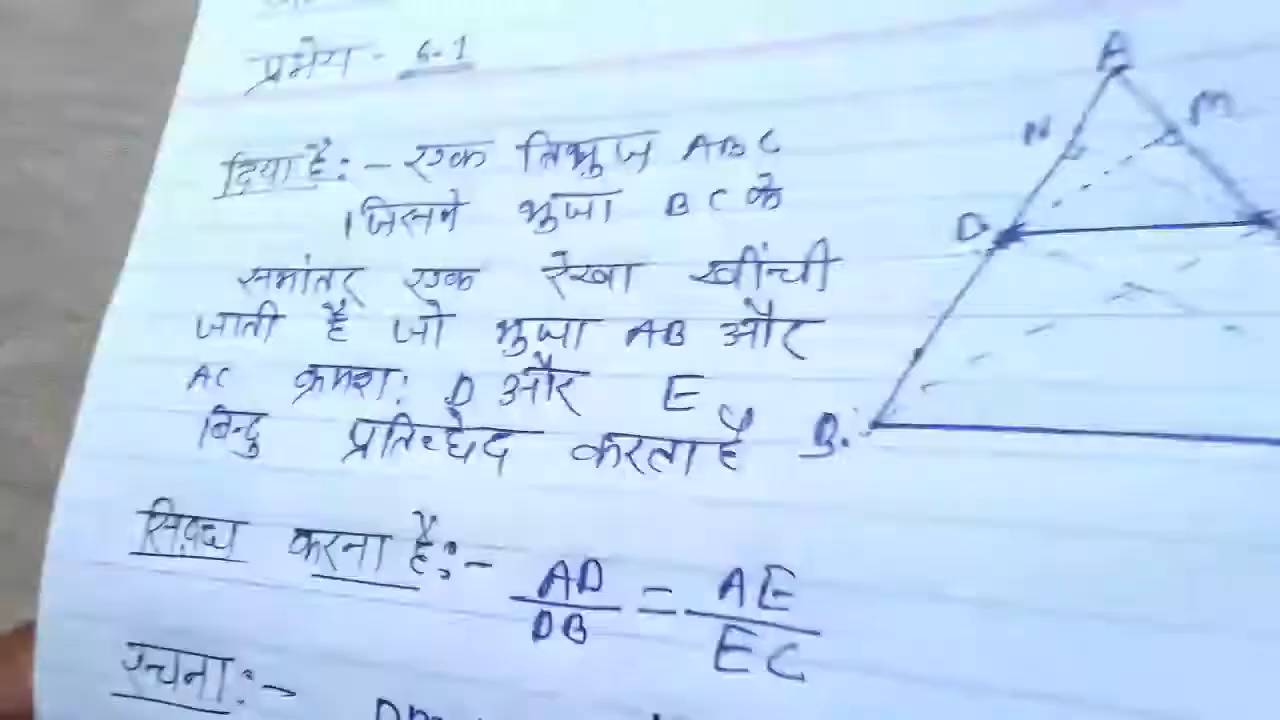 प्रमेय - 6.1
दिया है :- एक त्रिभुज ABC
जिसमे भुजा BC के
समांतर एक रेखा खींची
जाती है जो भुजा AB और
AC क्रमश: D और E
बिन्दु प्रतिच्छेद करता है
सिद्ध करना है :- AD/DB = AE/EC
रचना :-
A
N M
D
B.